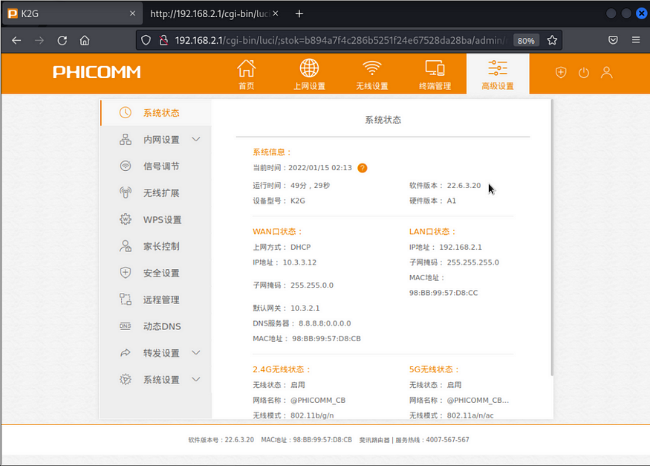 K2G
http://192.168.2.1/cgi-bin/luci
192.168.2.1/cgi-bin/luci/;stok=b894a7f4c286b5251f24e67528da28ba/admin/
80%
PHICOMM
首页
上网设置
无线设置
终端管理
高级设置
系统状态
内网设置
信号调节
无线扩展
WPS设置
家长控制
安全设置
远程管理
动态DNS
转发设置
系统设置
系统状态
系统信息：
当前时间：2022/01/15 02:13 ?
运行时间： 49分，29秒 软件版本： 22.6.3.20
设备型号： K2G 硬件版本： A1
WAN口状态： LAN口状态：
上网方式： DHCP IP地址： 192.168.2.1
IP地址： 10.3.3.12 子网掩码： 255.255.255.0
子网掩码： 255.255.0.0 MAC地址：
98:BB:99:57:D8:CC
默认网关： 10.3.2.1
DNS服务器： 8.8.8.8;0.0.0.0
MAC地址： 98:BB:99:57:D8:CB
2.4G无线状态： 5G无线状态：
无线状态： 启用 无线状态： 启用
网络名称： @PHICOMM_CB 网络名称： @PHICOMM_CB...
无线模式： 802.11b/g/n 无线模式： 802.11a/n/ac
软件版本号：22.6.3.20 MAC地址：98:BB:99:57:D8:CB 斐讯路由器 | 服务热线：4007-567-567